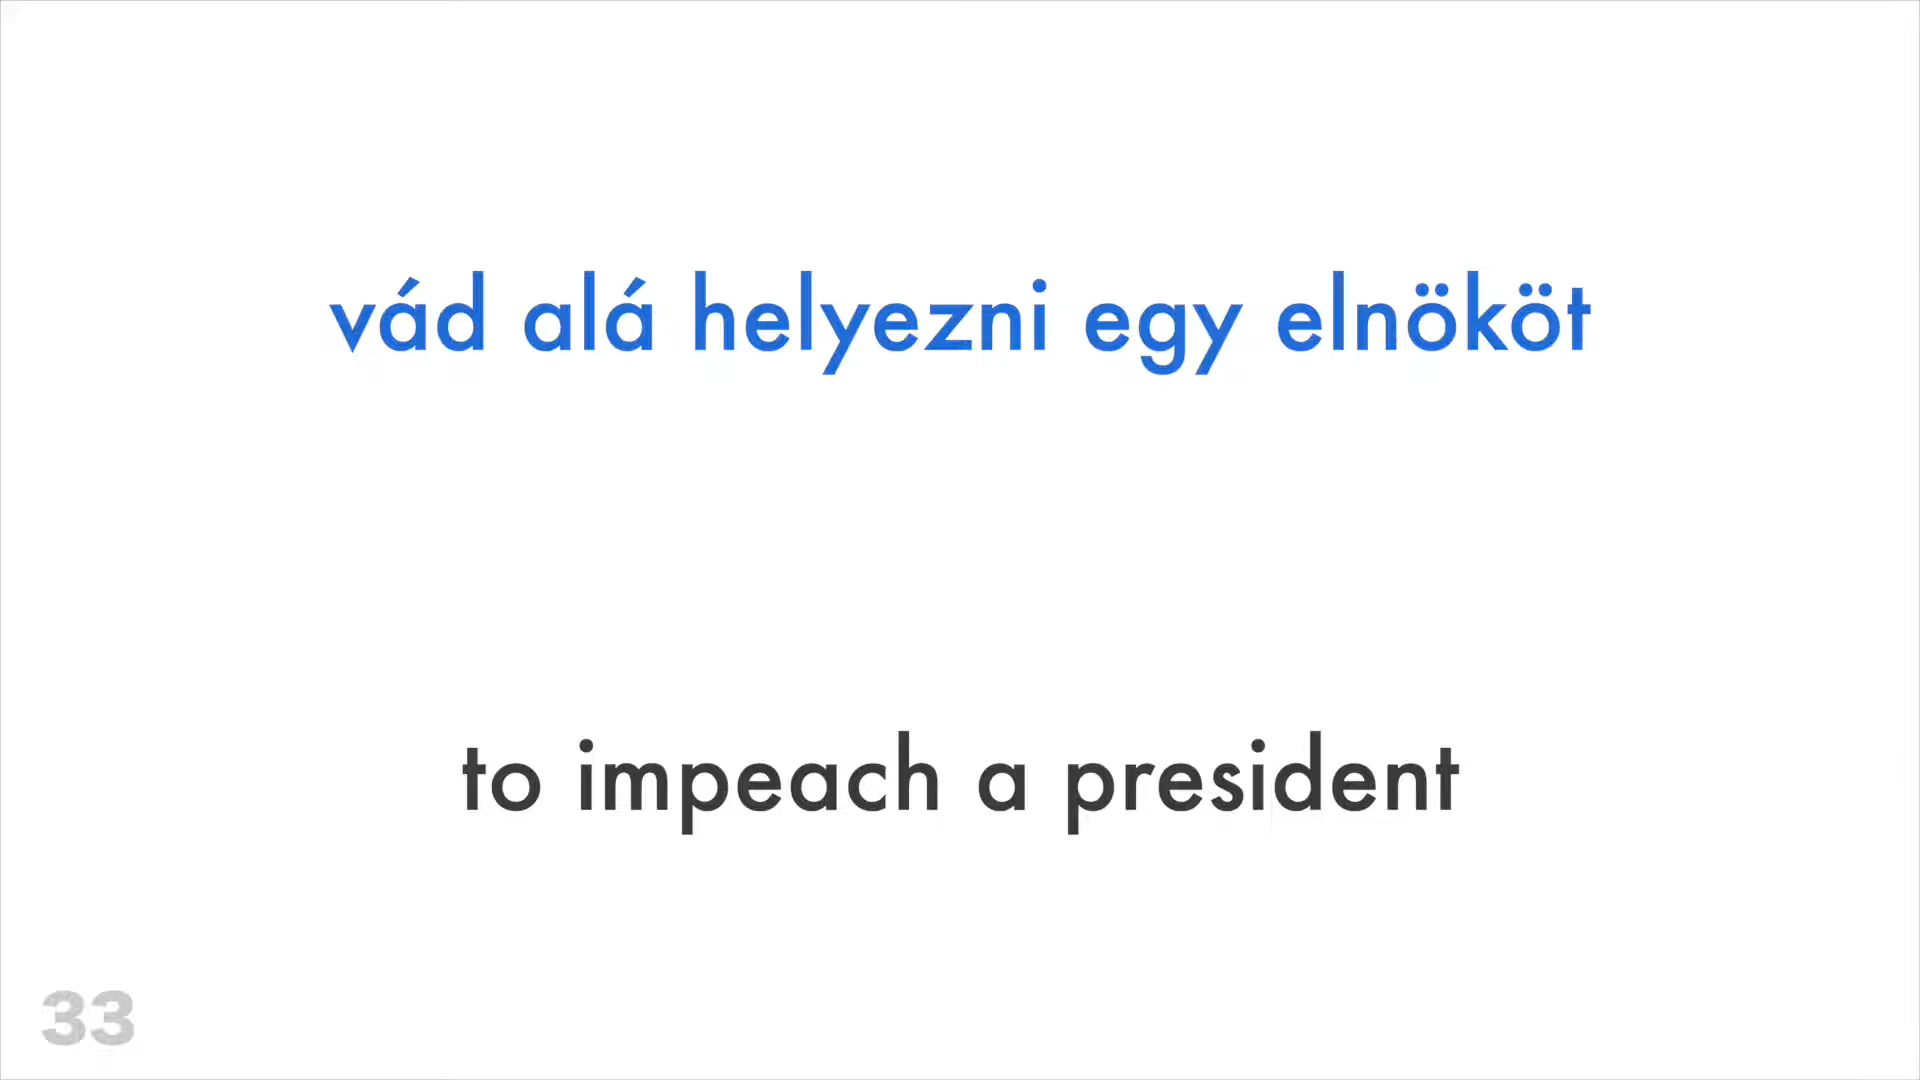 vád alá helyezni egy elnököt
to impeach a president
33